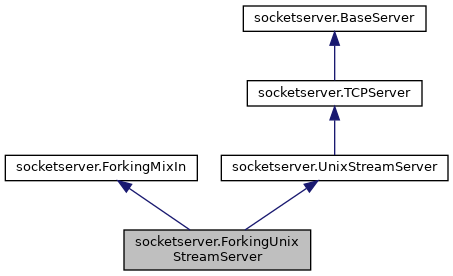 socketserver.BaseServer
socketserver.TCPServer
socketserver.ForkingMixIn
socketserver.UnixStreamServer
socketserver.ForkingUnix
StreamServer